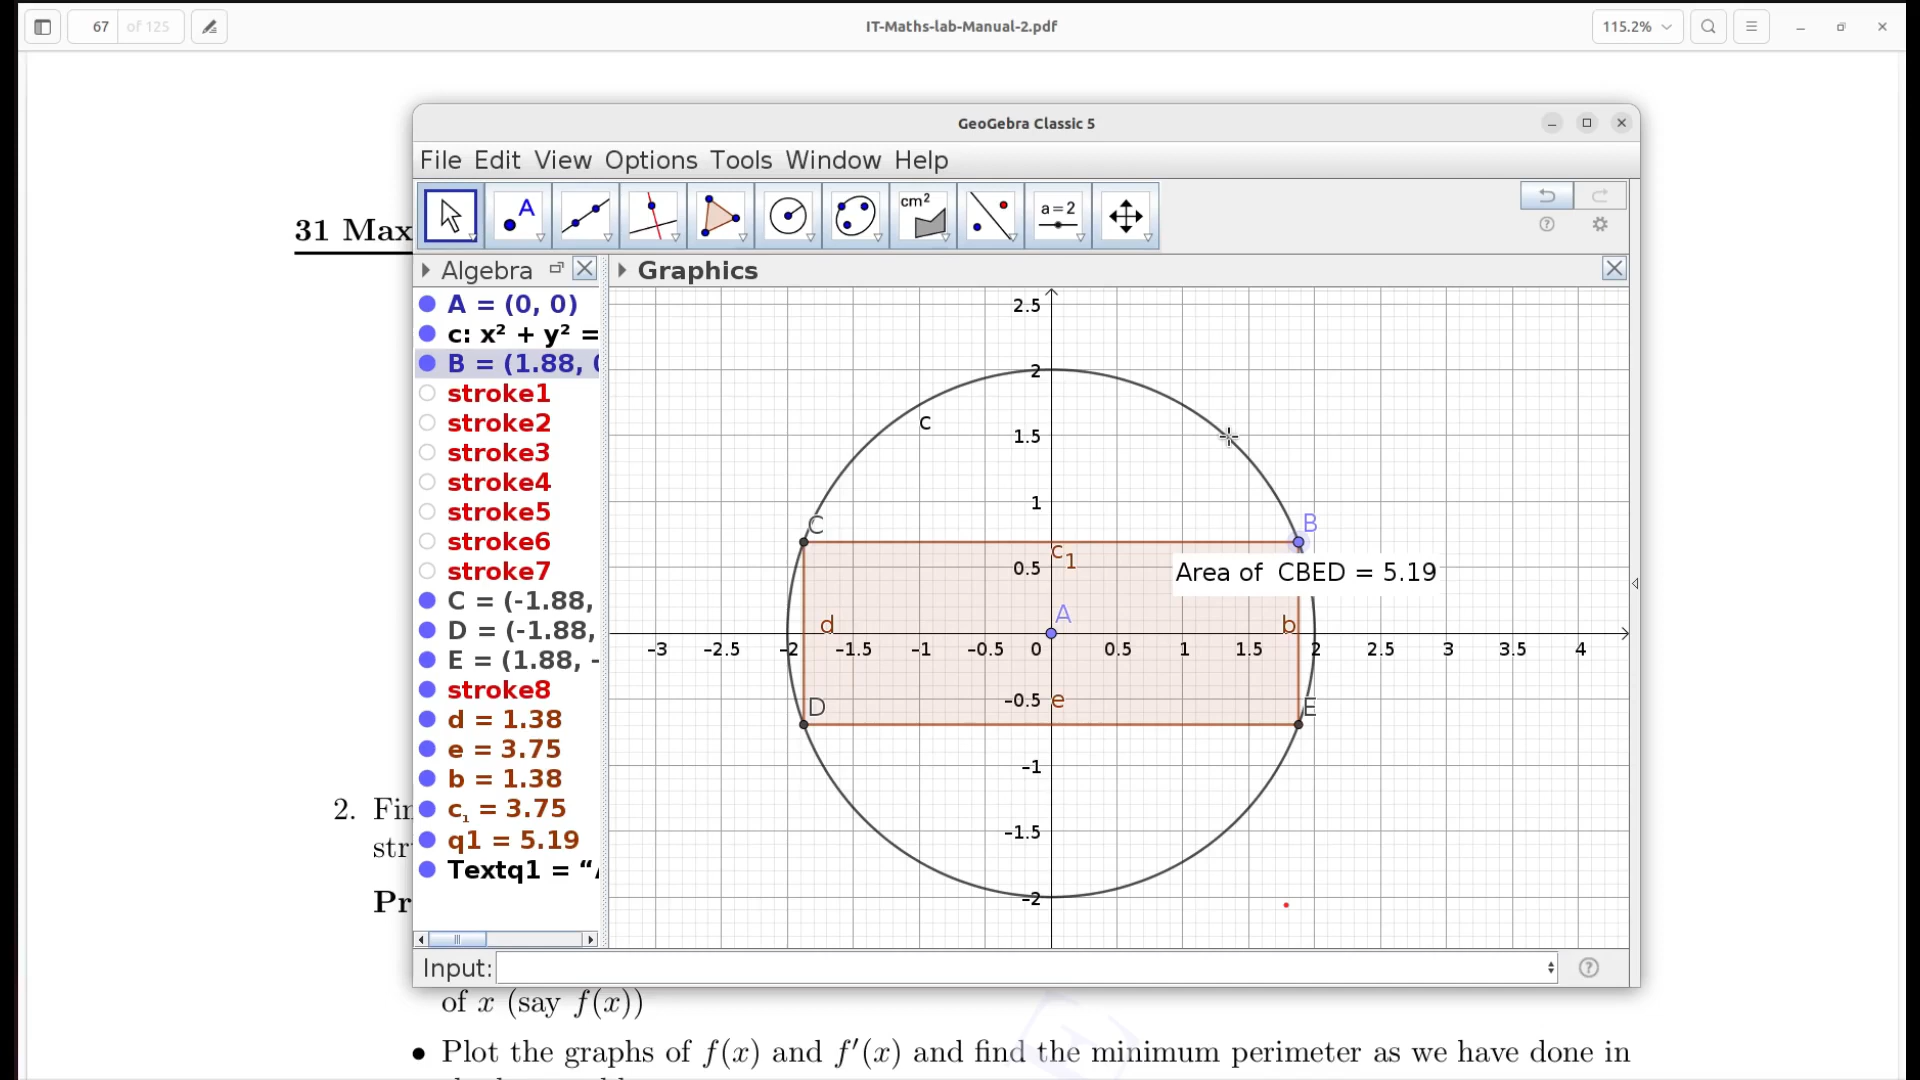 67 of 125
IT-Maths-lab-Manual-2.pdf
115.2%
GeoGebra Classic 5
File Edit View Options Tools Window Help
A
cm²
a=2
31 Max
Algebra
Graphics
A = (0, 0)
c: x² + y² =
B = (1.88, 0
stroke1
stroke2
stroke3
stroke4
stroke5
stroke6
stroke7
C = (-1.88,
D = (-1.88,
E = (1.88, -
stroke8
d = 1.38
e = 3.75
b = 1.38
c₁ = 3.75
q1 = 5.19
Textq1 = “A
2.5
2
1.5
1
0.5
-0.5
-1
-1.5
-2
-3 -2.5 -2 -1.5 -1 -0.5 0 0.5 1 1.5 2 2.5 3 3.5 4
c
C
B
c₁
Area of CBED = 5.19
A
d
b
D
e
E
2. Fin
str
Pr
Input:
of x (say f(x))
• Plot the graphs of f(x) and f′(x) and find the minimum perimeter as we have done in